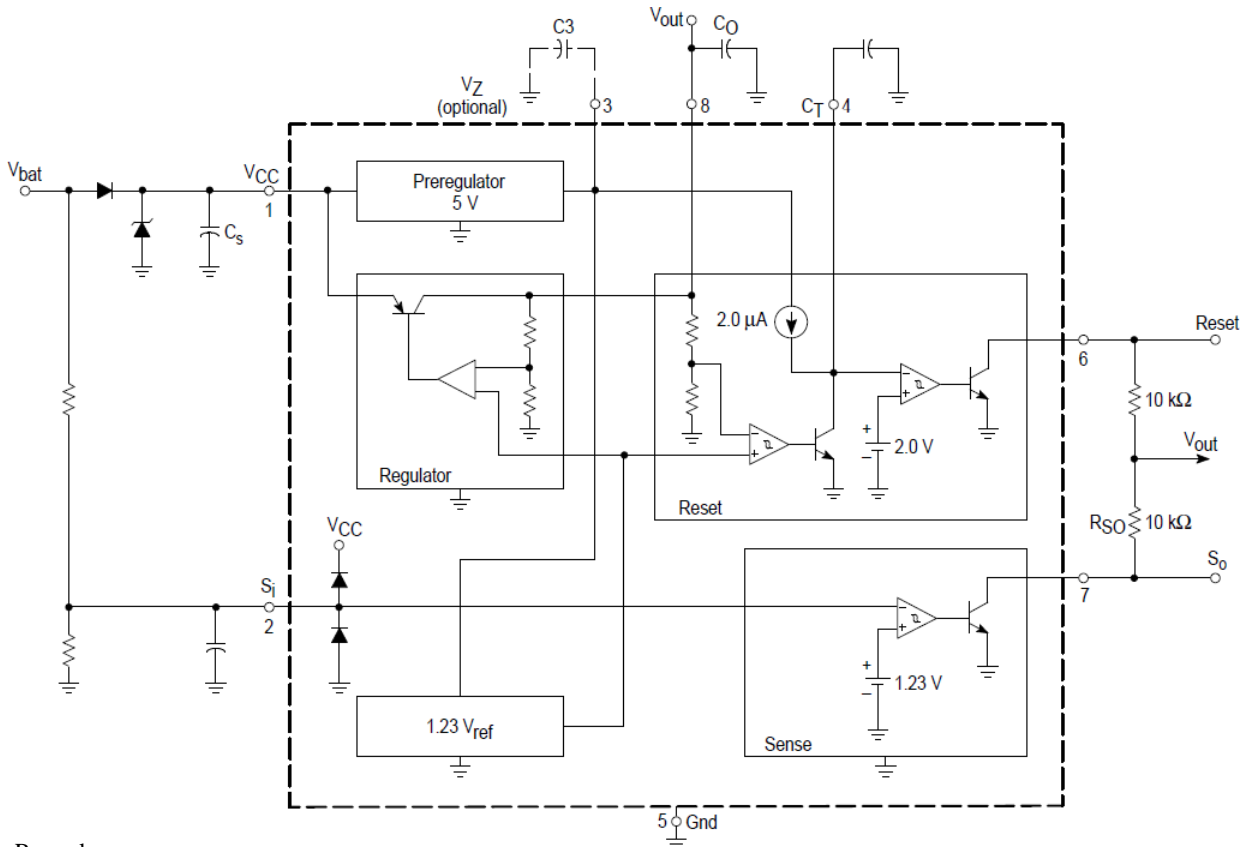 Vout
CO
C3
VZ
(optional)
3
8
CT
4
Vbat
VCC
1
Preregulator
5 V
Cs
2.0 µA
Reset
6
10 kΩ
2.0 V
Vout
Regulator
Reset
RSO
10 kΩ
VCC
Si
2
7
So
1.23 V
1.23 Vref
Sense
5
Gnd